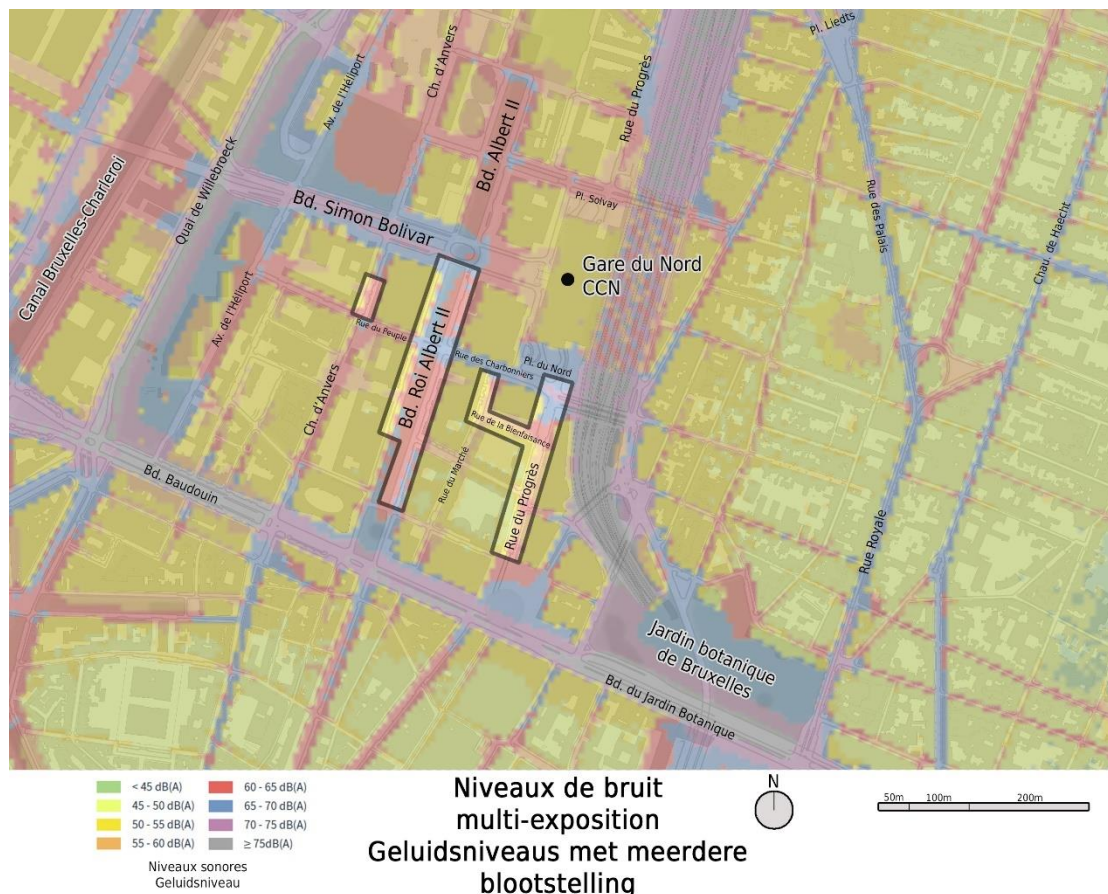 Pl. Liedts
Ch. d'Anvers
Av. de l'Héliport
Rue du Progrès
Bd. Albert II
Canal Bruxelles-Charleroi
Quai de Willebroeck
Pl. Solvay
Bd. Simon Bolivar
Rue des Palais
Chau. de Haecht
Gare du Nord
CCN
Av. de l'Héliport
Rue du Peuple
Bd. Roi Albert II
Rue des Charbonniers
Pl. du Nord
Ch. d'Anvers
Rue de la Bienfaisance
Rue du Marché
Rue du Progrès
Bd. Baudouin
Rue Royale
Jardin botanique
de Bruxelles
Bd. du Jardin Botanique
< 45 dB(A)
45 - 50 dB(A)
50 - 55 dB(A)
55 - 60 dB(A)
60 - 65 dB(A)
65 - 70 dB(A)
70 - 75 dB(A)
≥ 75dB(A)
Niveaux sonores
Geluidsniveau
Niveaux de bruit
multi-exposition
Geluidsniveaus met meerdere
blootstelling
N
50m 100m 200m